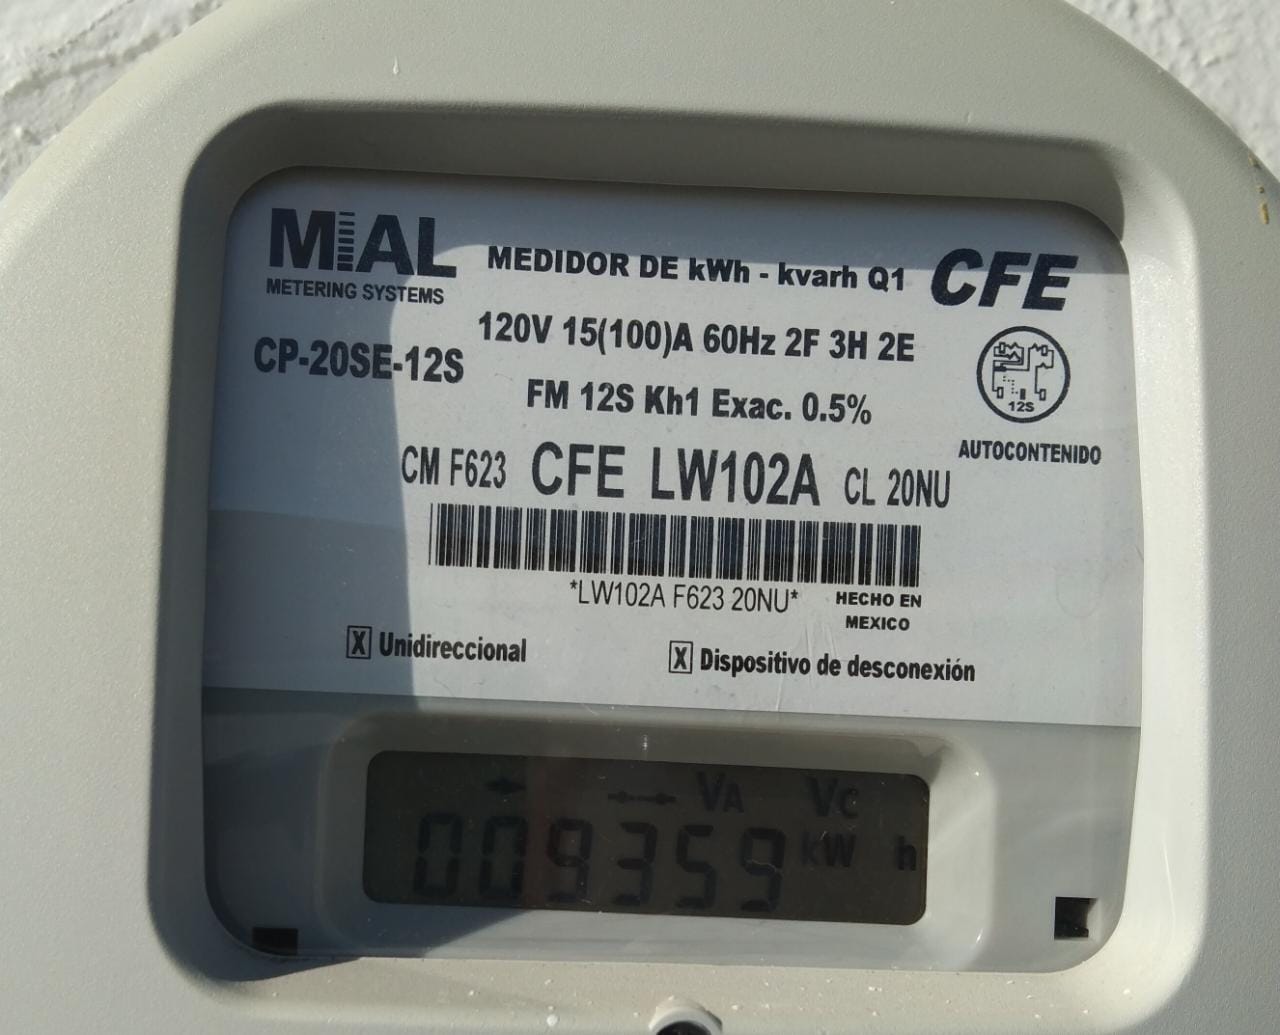 MIAL
METERING SYSTEMS
MEDIDOR DE kWh - kvarh Q1
CFE
CP-20SE-12S
120V 15(100)A 60Hz 2F 3H 2E
FM 12S Kh1 Exac. 0.5%
12S
AUTOCONTENIDO
CM F623 CFE LW102A CL 20NU
*LW102A F623 20NU*
HECHO EN
MEXICO
X Unidireccional
X Dispositivo de desconexión
VA VC
009359 kW h